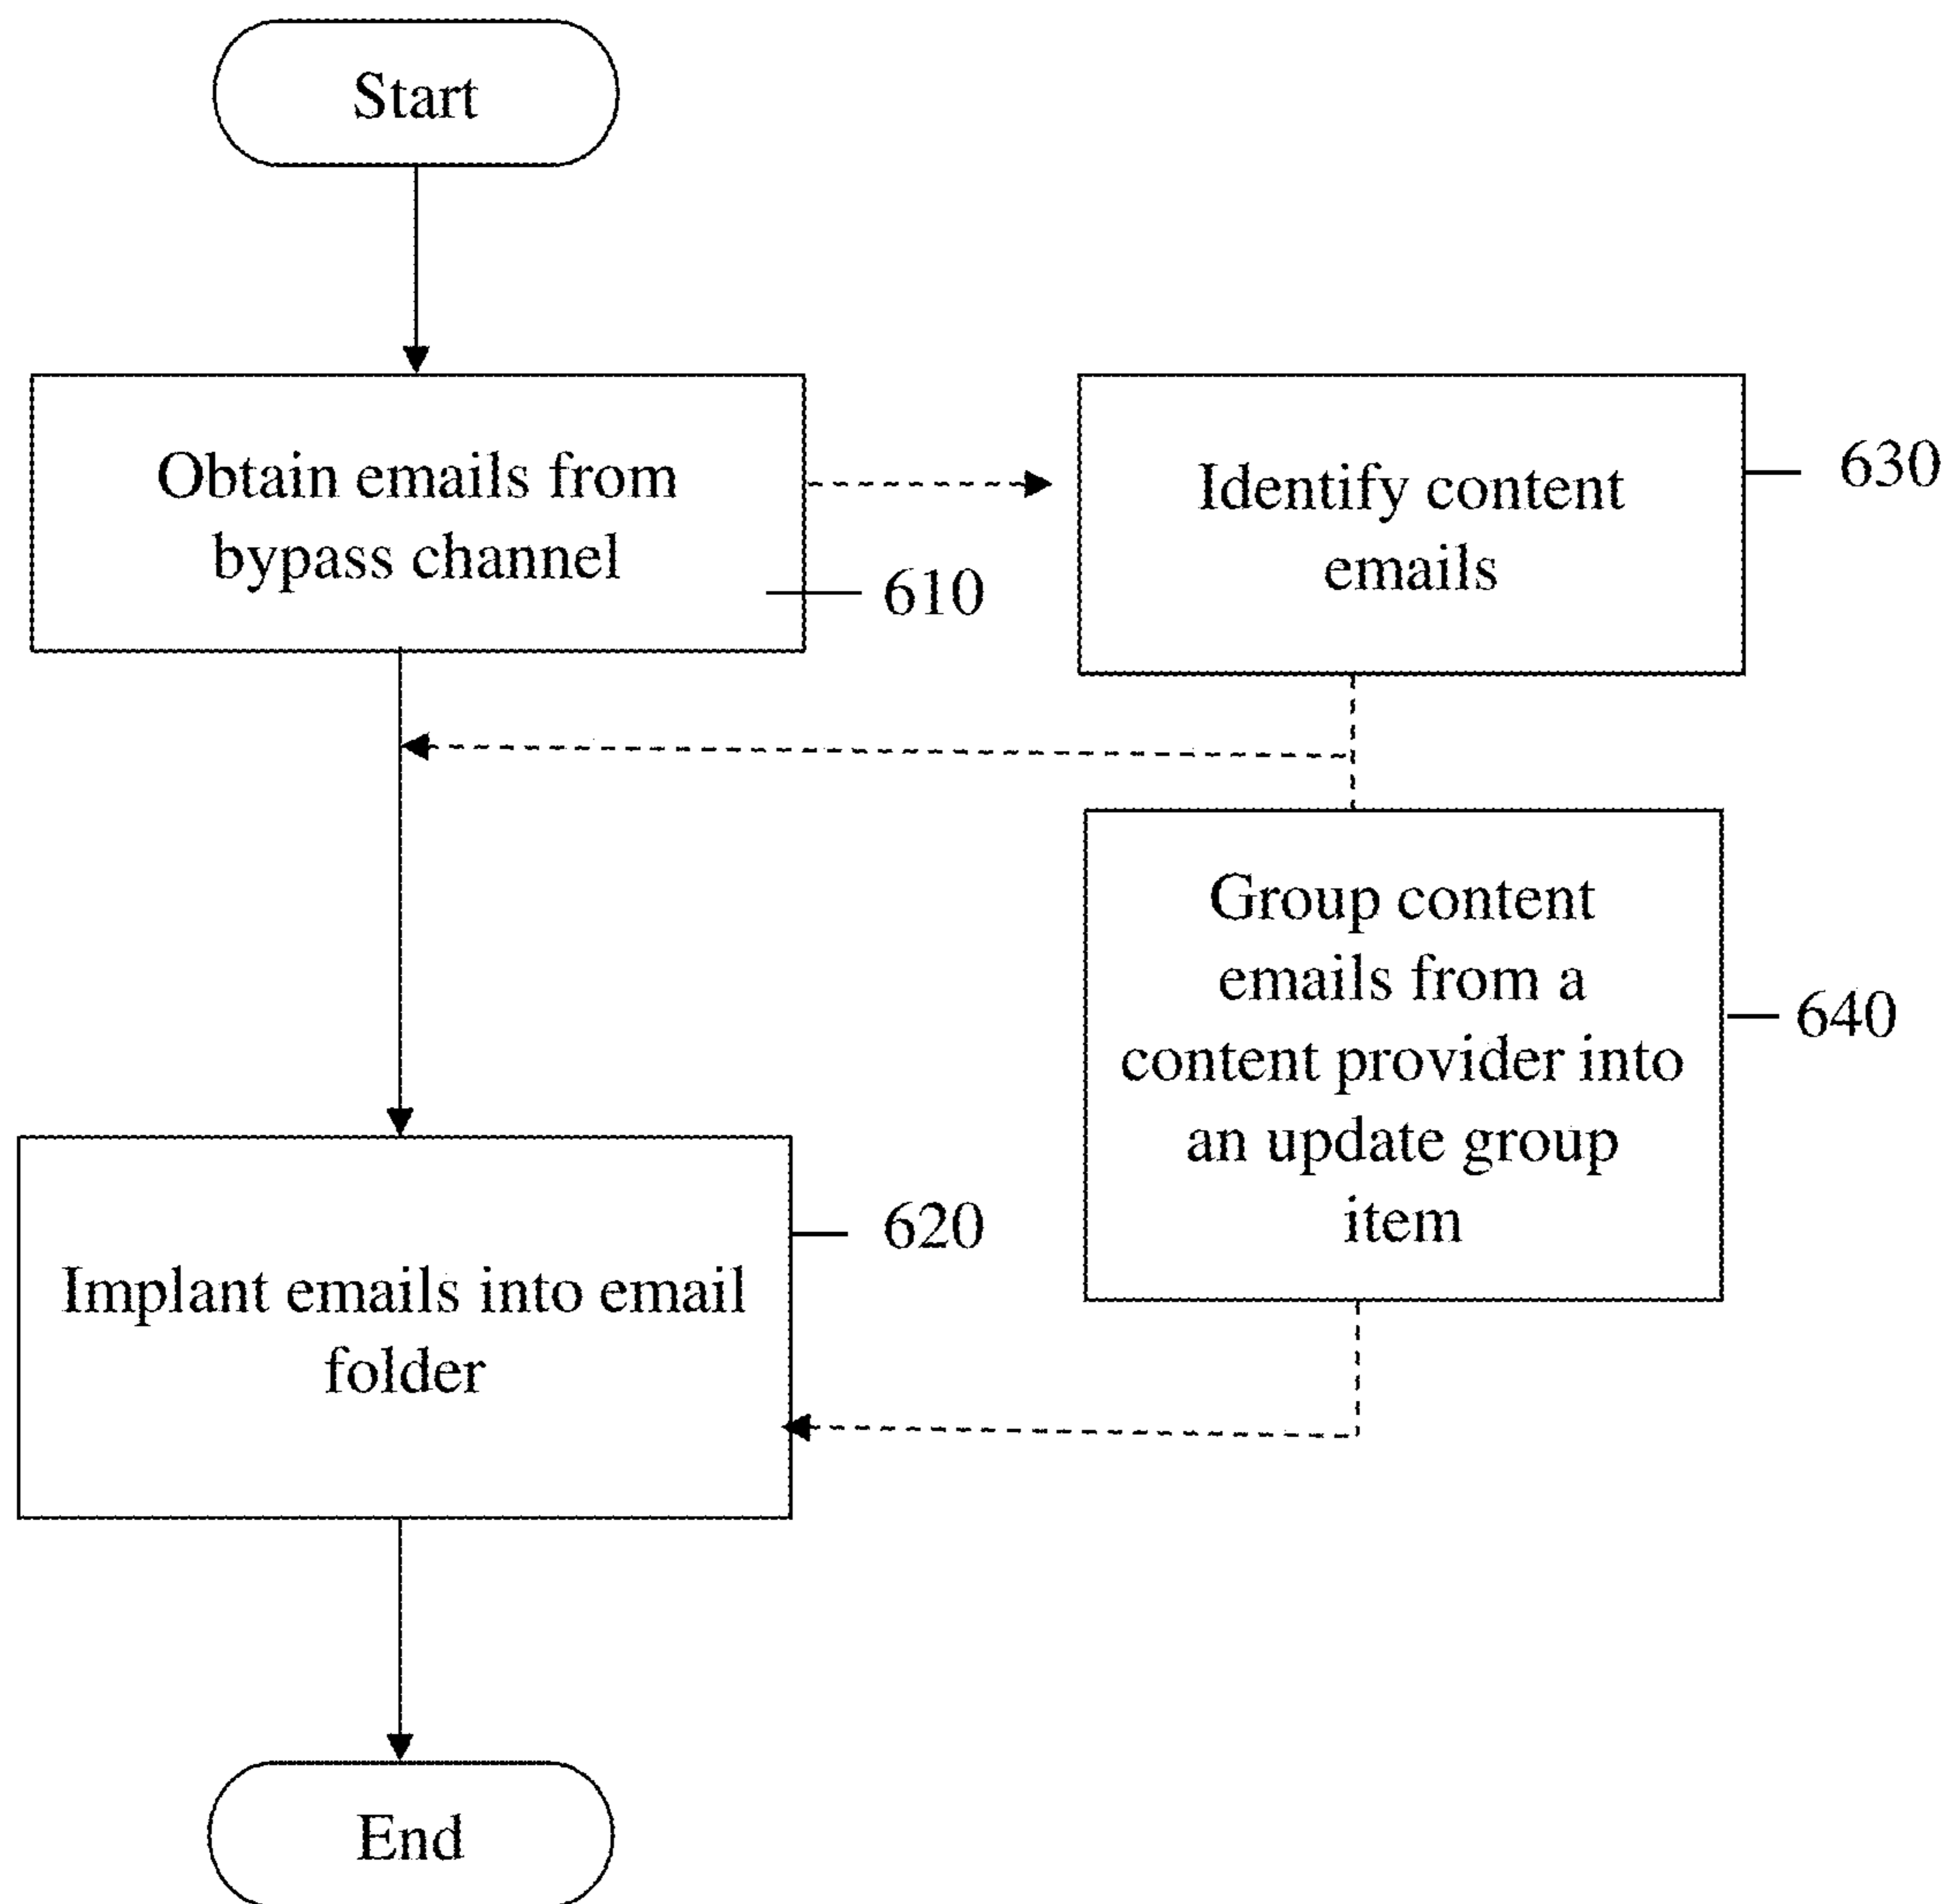 Start
Obtain emails from
bypass channel
610
Identify content
emails
630
Group content
emails from a
content provider into
an update group
item
640
620
Implant emails into email
folder
End